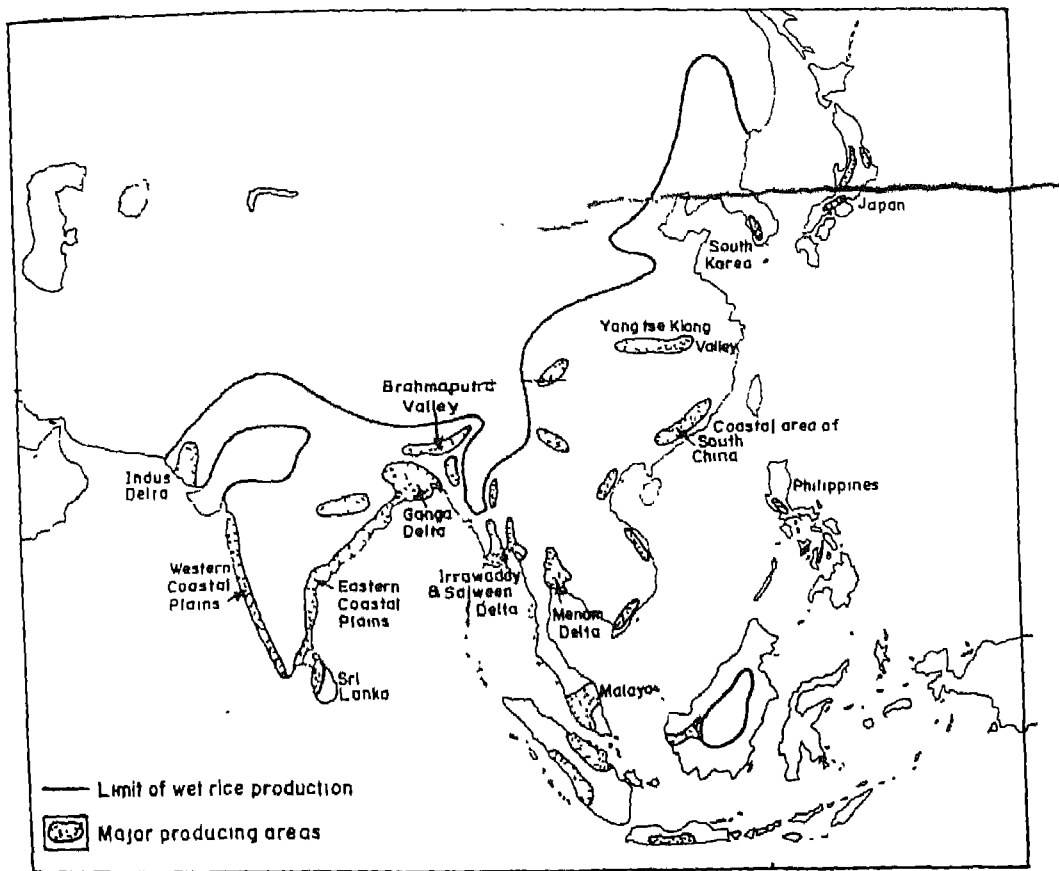 Japan
South
Korea
Yang tse Kiang
Valley
Brahmaputra
Valley
Coastal area of
South
China
Indus
Delta
Philippines
Ganga
Delta
Western
Coastal
Plains
Eastern
Coastal
Plains
Irrawaddy
& Salween
Delta
Menam
Delta
Sri
Lanka
Malaya
Limit of wet rice production
Major producing areas